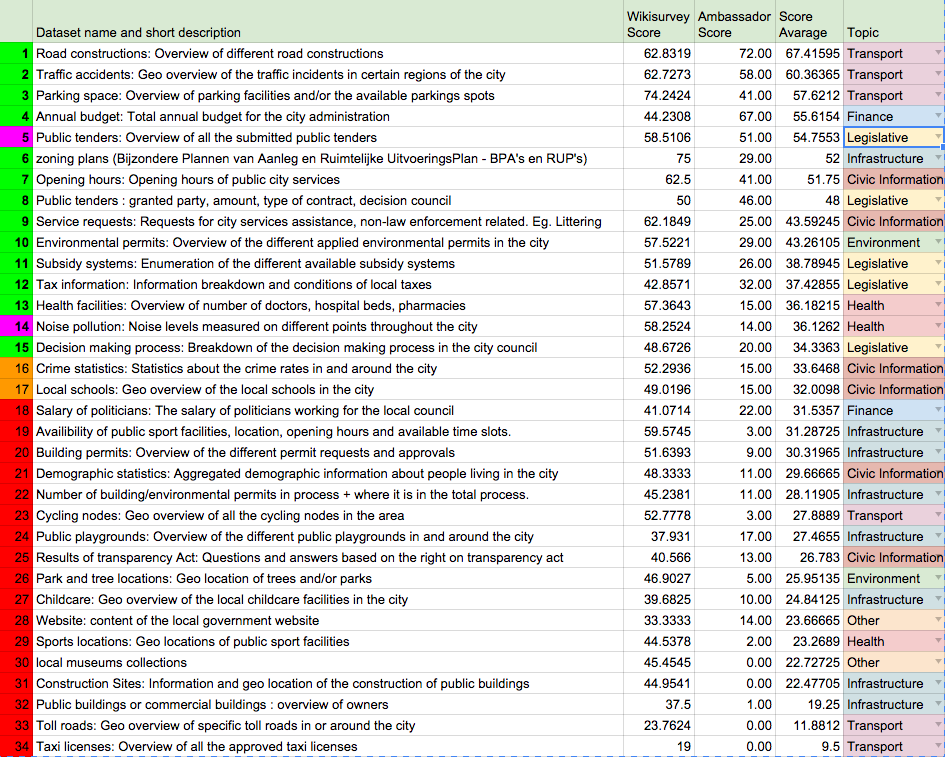 Dataset name and short description Wikisurvey Score Ambassador Score Score Avarage Topic
1 Road constructions: Overview of different road constructions 62.8319 72.00 67.41595 Transport
2 Traffic accidents: Geo overview of the traffic incidents in certain regions of the city 62.7273 58.00 60.36365 Transport
3 Parking space: Overview of parking facilities and/or the available parkings spots 74.2424 41.00 57.6212 Transport
4 Annual budget: Total annual budget for the city administration 44.2308 67.00 55.6154 Finance
5 Public tenders: Overview of all the submitted public tenders 58.5106 51.00 54.7553 Legislative
6 zoning plans (Bijzondere Plannen van Aanleg en Ruimtelijke UitvoeringsPlan - BPA's en RUP's) 75 29.00 52 Infrastructure
7 Opening hours: Opening hours of public city services 62.5 41.00 51.75 Civic Information
8 Public tenders : granted party, amount, type of contract, decision council 50 46.00 48 Legislative
9 Service requests: Requests for city services assistance, non-law enforcement related. Eg. Littering 62.1849 25.00 43.59245 Civic Information
10 Environmental permits: Overview of the different applied environmental permits in the city 57.5221 29.00 43.26105 Environment
11 Subsidy systems: Enumeration of the different available subsidy systems 51.5789 26.00 38.78945 Legislative
12 Tax information: Information breakdown and conditions of local taxes 42.8571 32.00 37.42855 Legislative
13 Health facilities: Overview of number of doctors, hospital beds, pharmacies 57.3643 15.00 36.18215 Health
14 Noise pollution: Noise levels measured on different points throughout the city 58.2524 14.00 36.1262 Health
15 Decision making process: Breakdown of the decision making process in the city council 48.6726 20.00 34.3363 Legislative
16 Crime statistics: Statistics about the crime rates in and around the city 52.2936 15.00 33.6468 Civic Information
17 Local schools: Geo overview of the local schools in the city 49.0196 15.00 32.0098 Civic Information
18 Salary of politicians: The salary of politicians working for the local council 41.0714 22.00 31.5357 Finance
19 Availibility of public sport facilities, location, opening hours and available time slots. 59.5745 3.00 31.28725 Infrastructure
20 Building permits: Overview of the different permit requests and approvals 51.6393 9.00 30.31965 Infrastructure
21 Demographic statistics: Aggregated demographic information about people living in the city 48.3333 11.00 29.66665 Civic Information
22 Number of building/environmental permits in process + where it is in the total process. 45.2381 11.00 28.11905 Infrastructure
23 Cycling nodes: Geo overview of all the cycling nodes in the area 52.7778 3.00 27.8889 Transport
24 Public playgrounds: Overview of the different public playgrounds in and around the city 37.931 17.00 27.4655 Infrastructure
25 Results of transparency Act: Questions and answers based on the right on transparency act 40.566 13.00 26.783 Civic Information
26 Park and tree locations: Geo location of trees and/or parks 46.9027 5.00 25.95135 Environment
27 Childcare: Geo overview of the local childcare facilities in the city 39.6825 10.00 24.84125 Infrastructure
28 Website: content of the local government website 33.3333 14.00 23.66665 Other
29 Sports locations: Geo locations of public sport facilities 44.5378 2.00 23.2689 Health
30 local museums collections 45.4545 0.00 22.72725 Other
31 Construction Sites: Information and geo location of the construction of public buildings 44.9541 0.00 22.47705 Infrastructure
32 Public buildings or commercial buildings : overview of owners 37.5 1.00 19.25 Infrastructure
33 Toll roads: Geo overview of specific toll roads in or around the city 23.7624 0.00 11.8812 Transport
34 Taxi licenses: Overview of all the approved taxi licenses 19 0.00 9.5 Transport